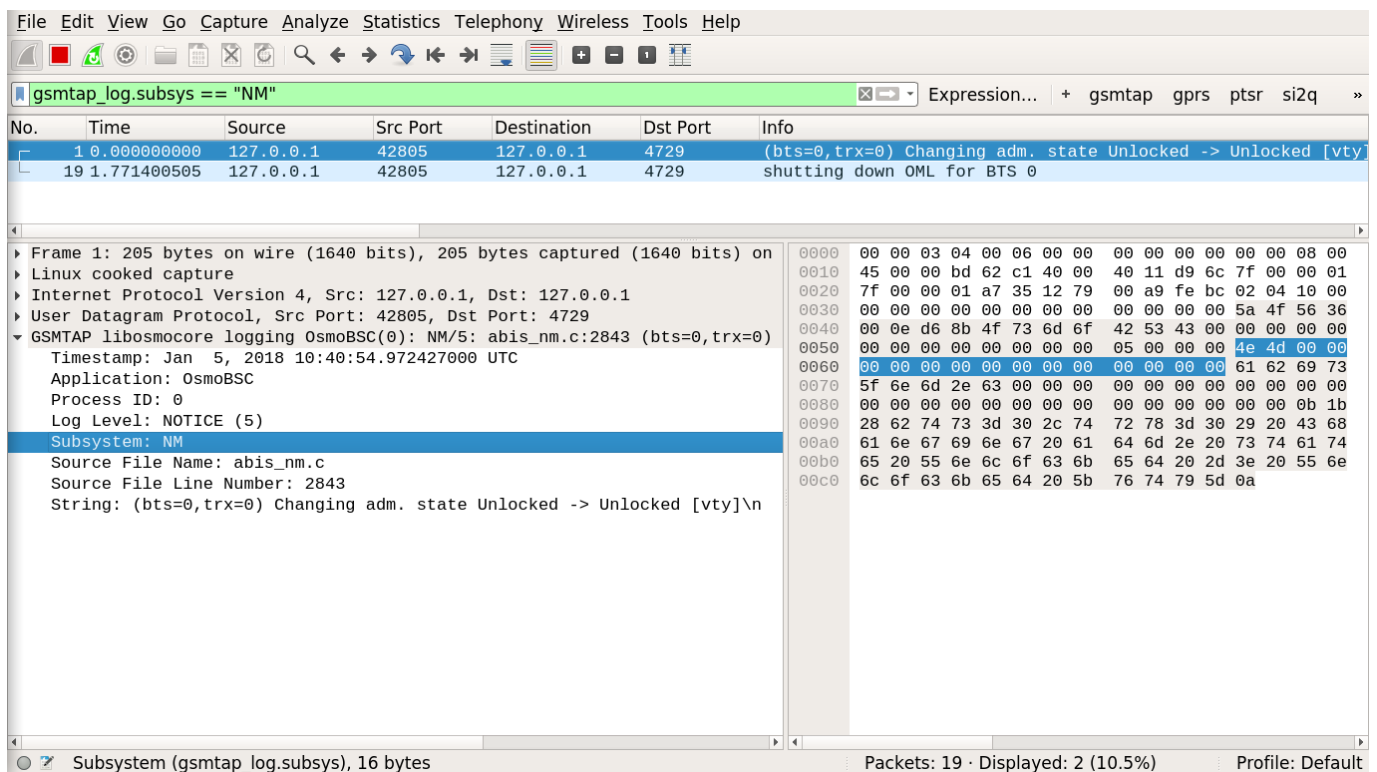 File Edit View Go Capture Analyze Statistics Telephony Wireless Tools Help
gsmtap_log.subsys == "NM" Expression... + gsmtap gprs ptsr si2q »
No. Time Source Src Port Destination Dst Port Info
1 0.000000000 127.0.0.1 42805 127.0.0.1 4729 (bts=0,trx=0) Changing adm. state Unlocked -> Unlocked [vty]
19 1.771400505 127.0.0.1 42805 127.0.0.1 4729 shutting down OML for BTS 0
Frame 1: 205 bytes on wire (1640 bits), 205 bytes captured (1640 bits) on
Linux cooked capture
Internet Protocol Version 4, Src: 127.0.0.1, Dst: 127.0.0.1
User Datagram Protocol, Src Port: 42805, Dst Port: 4729
GSMTAP libosmocore logging OsmoBSC(0): NM/5: abis_nm.c:2843 (bts=0,trx=0)
Timestamp: Jan  5, 2018 10:40:54.972427000 UTC
Application: OsmoBSC
Process ID: 0
Log Level: NOTICE (5)
Subsystem: NM
Source File Name: abis_nm.c
Source File Line Number: 2843
String: (bts=0,trx=0) Changing adm. state Unlocked -> Unlocked [vty]\n
0000 00 00 03 04 00 06 00 00 00 00 00 00 00 00 08 00
0010 45 00 00 bd 62 c1 40 00 40 11 d9 6c 7f 00 00 01
0020 7f 00 00 01 a7 35 12 79 00 a9 fe bc 02 04 10 00
0030 00 00 00 00 00 00 00 00 00 00 00 00 5a 4f 56 36
0040 00 0e d6 8b 4f 73 6d 6f 42 53 43 00 00 00 00 00
0050 00 00 00 00 00 00 00 00 05 00 00 00 4e 4d 00 00
0060 00 00 00 00 00 00 00 00 00 00 00 00 61 62 69 73
0070 5f 6e 6d 2e 63 00 00 00 00 00 00 00 00 00 00 00
0080 00 00 00 00 00 00 00 00 00 00 00 00 00 00 0b 1b
0090 28 62 74 73 3d 30 2c 74 72 78 3d 30 29 20 43 68
00a0 61 6e 67 69 6e 67 20 61 64 6d 2e 20 73 74 61 74
00b0 65 20 55 6e 6c 6f 63 6b 65 64 20 2d 3e 20 55 6e
00c0 6c 6f 63 6b 65 64 20 5b 76 74 79 5d 0a
Subsystem (gsmtap_log.subsys), 16 bytes Packets: 19 · Displayed: 2 (10.5%) Profile: Default